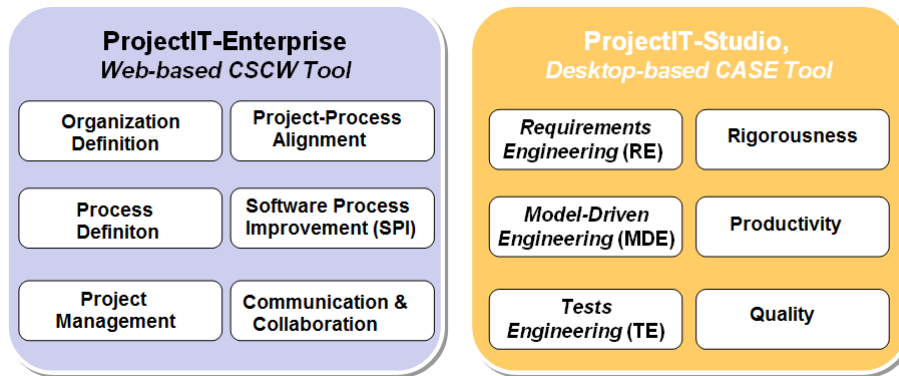 ProjectIT-Enterprise
Web-based CSCW Tool
Organization
Definition
Project-Process
Alignment
Process
Definiton
Software Process
Improvement (SPI)
Project
Management
Communication &
Collaboration
ProjectIT-Studio,
Desktop-based CASE Tool
Requirements
Engineering (RE)
Rigorousness
Model-Driven
Engineering (MDE)
Productivity
Tests
Engineering (TE)
Quality